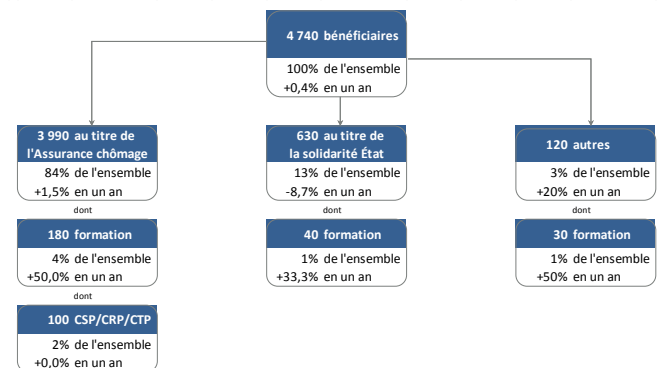 4 740 bénéficiaires
100% de l'ensemble
+0,4% en un an
3 990 au titre de
l'Assurance chômage
84% de l'ensemble
+1,5% en un an
dont
180 formation
4% de l'ensemble
+50,0% en un an
dont
100 CSP/CRP/CTP
2% de l'ensemble
+0,0% en un an
630 au titre de
la solidarité État
13% de l'ensemble
-8,7% en un an
dont
40 formation
1% de l'ensemble
+33,3% en un an
120 autres
3% de l'ensemble
+20% en un an
dont
30 formation
1% de l'ensemble
+50% en un an